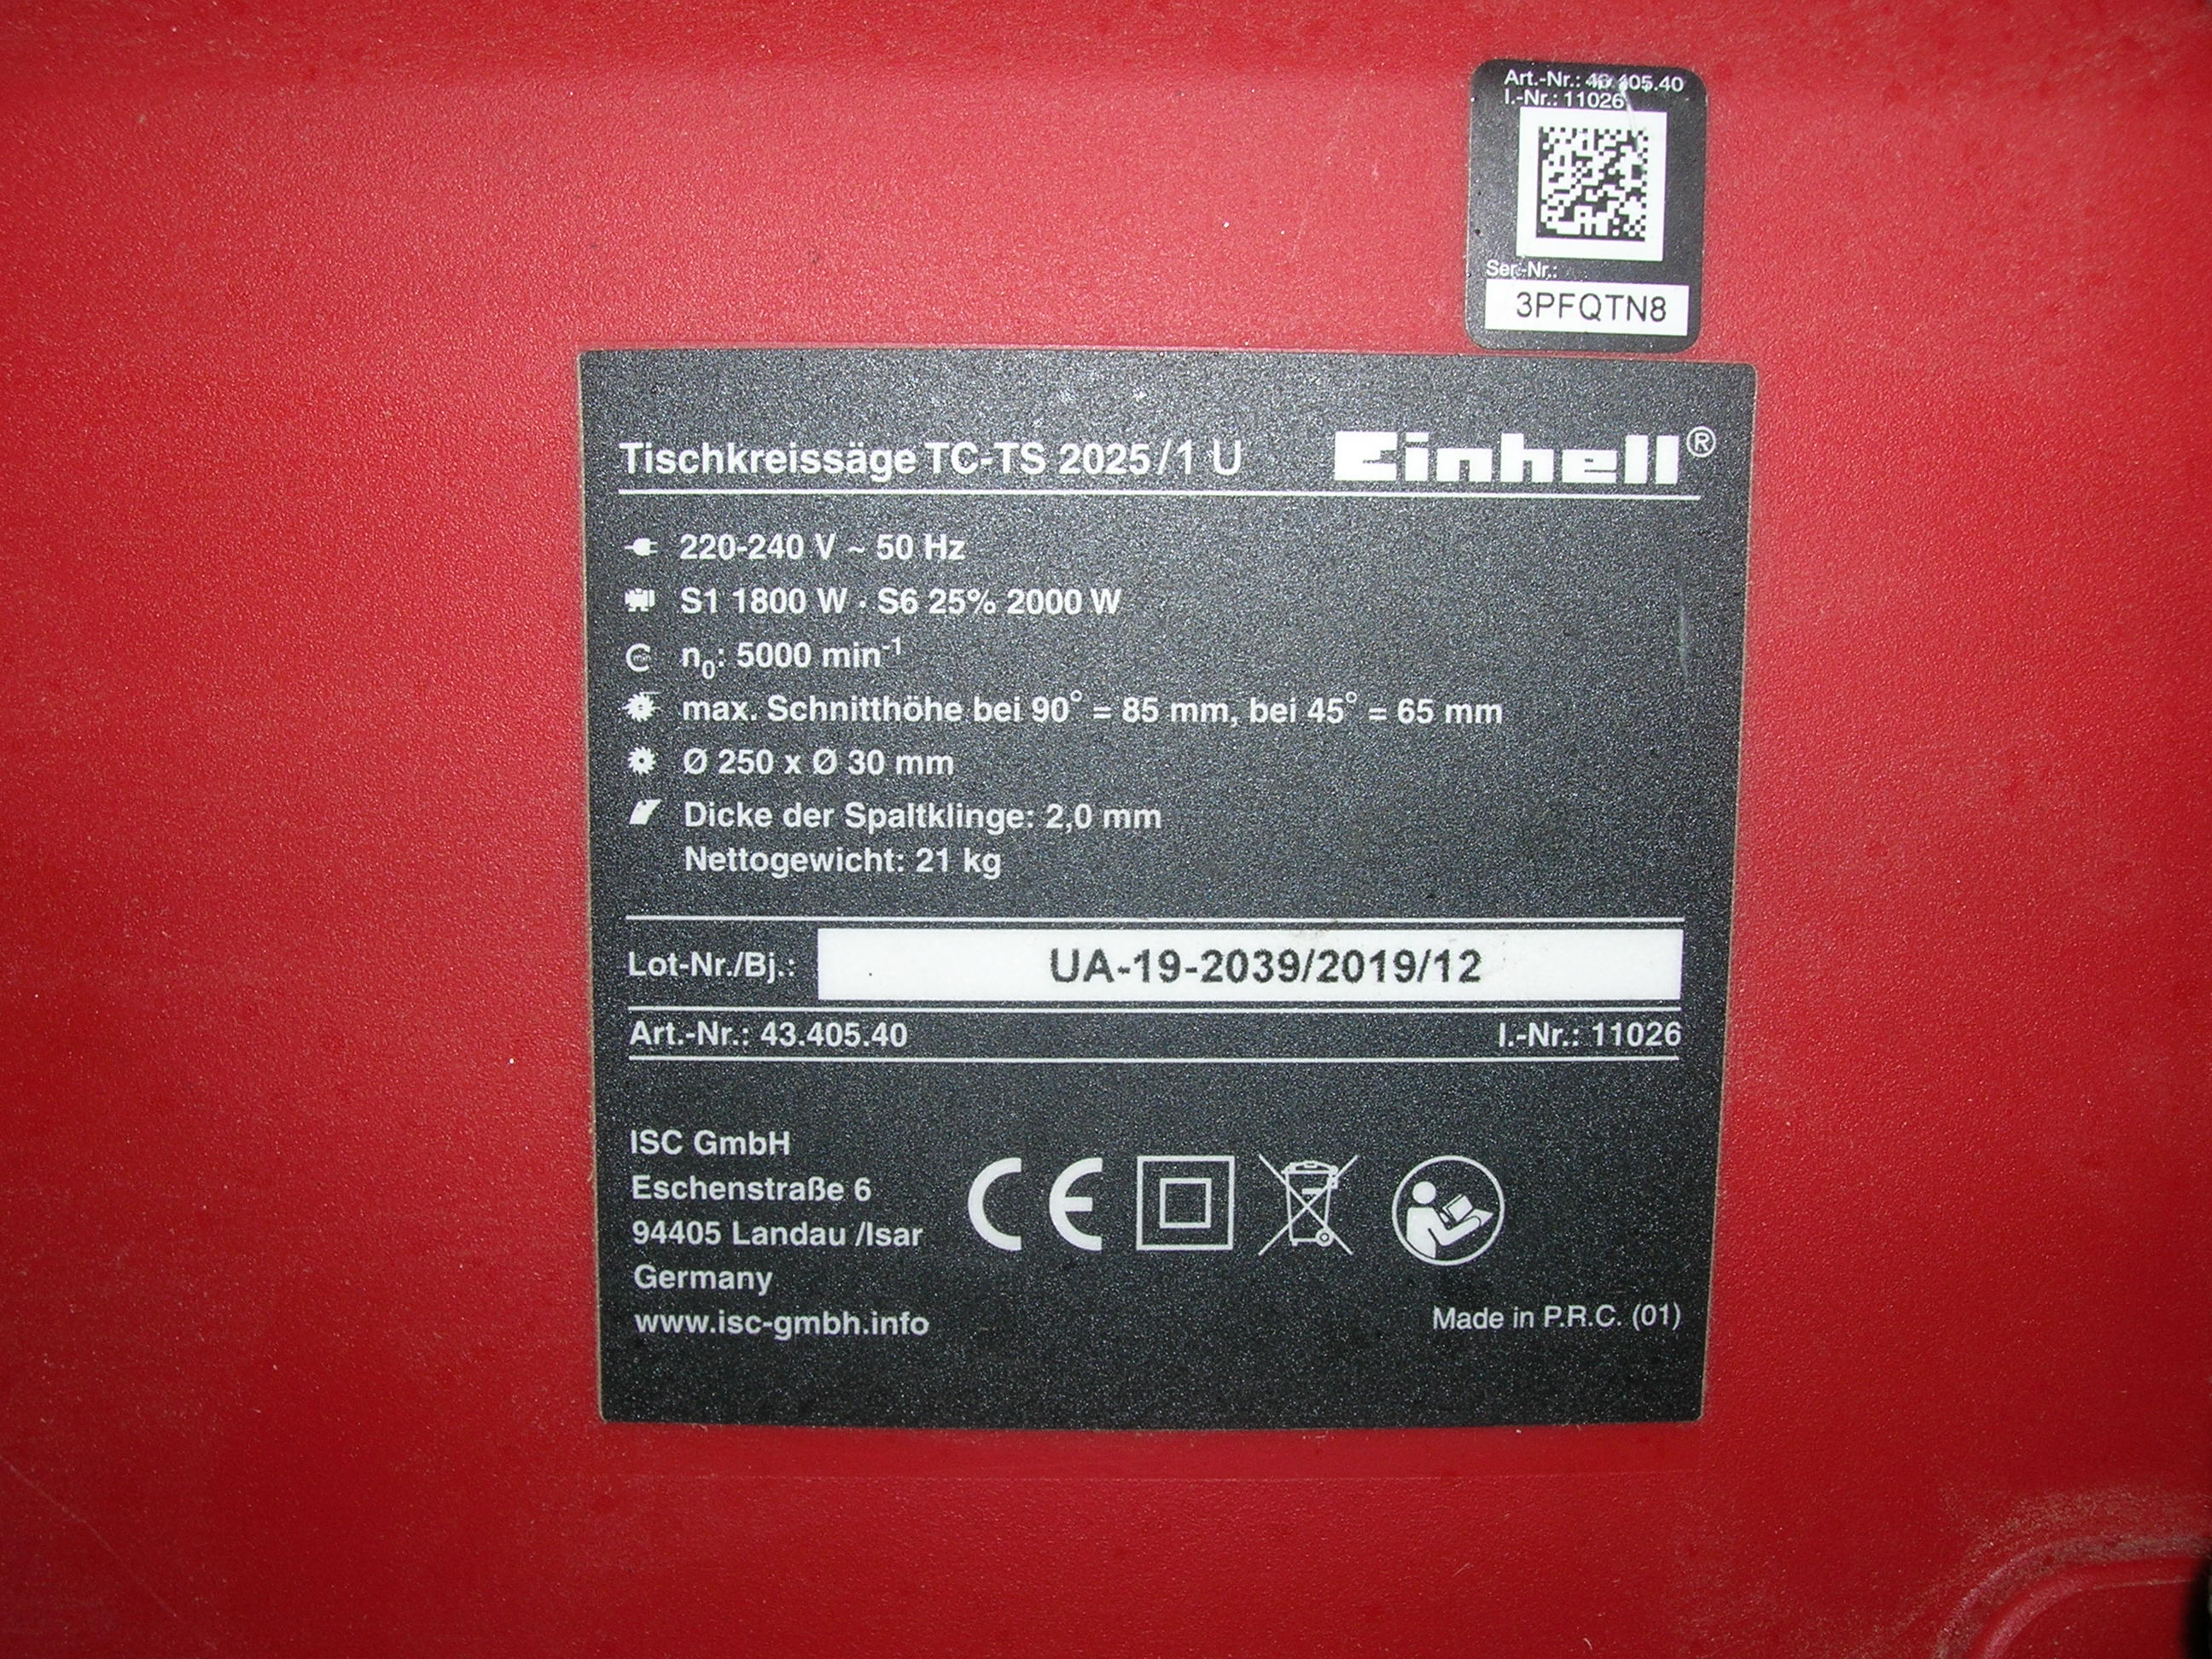 Art.-Nr.: 43.405.40
I.-Nr.: 11026
Ser.-Nr.:
3PFQTN8
Tischkreissäge TC-TS 2025/1 U Einhell®
220-240 V ~ 50 Hz
S1 1800 W · S6 25% 2000 W
n₀: 5000 min⁻¹
max. Schnitthöhe bei 90° = 85 mm, bei 45° = 65 mm
Ø 250 x Ø 30 mm
Dicke der Spaltklinge: 2,0 mm
Nettogewicht: 21 kg
Lot-Nr./Bj.: UA-19-2039/2019/12
Art.-Nr.: 43.405.40 I.-Nr.: 11026
ISC GmbH
Eschenstraße 6
94405 Landau /Isar
Germany
www.isc-gmbh.info
CE
Made in P.R.C. (01)